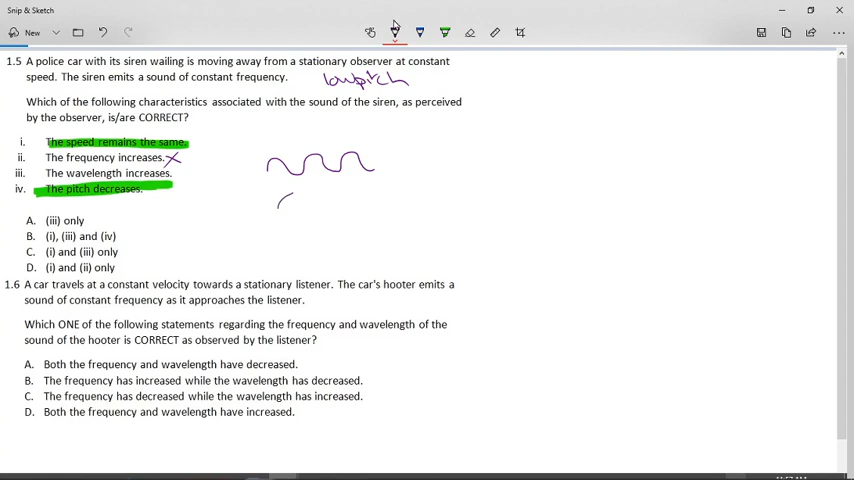 Snip & Sketch
New
1.5 A police car with its siren wailing is moving away from a stationary observer at constant
speed. The siren emits a sound of constant frequency.
low pitch
Which of the following characteristics associated with the sound of the siren, as perceived
by the observer, is/are CORRECT?
i. The speed remains the same.
ii. The frequency increases.
iii. The wavelength increases.
iv. The pitch decreases.
A. (iii) only
B. (i), (iii) and (iv)
C. (i) and (iii) only
D. (i) and (ii) only
1.6 A car travels at a constant velocity towards a stationary listener. The car's hooter emits a
sound of constant frequency as it approaches the listener.
Which ONE of the following statements regarding the frequency and wavelength of the
sound of the hooter is CORRECT as observed by the listener?
A. Both the frequency and wavelength have decreased.
B. The frequency has increased while the wavelength has decreased.
C. The frequency has decreased while the wavelength has increased.
D. Both the frequency and wavelength have increased.